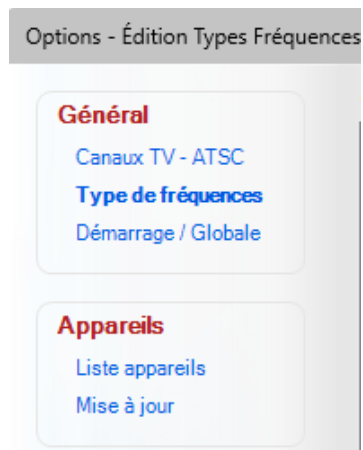 Options - Édition Types Fréquences
Général
Canaux TV - ATSC
Type de fréquences
Démarrage / Globale
Appareils
Liste appareils
Mise à jour